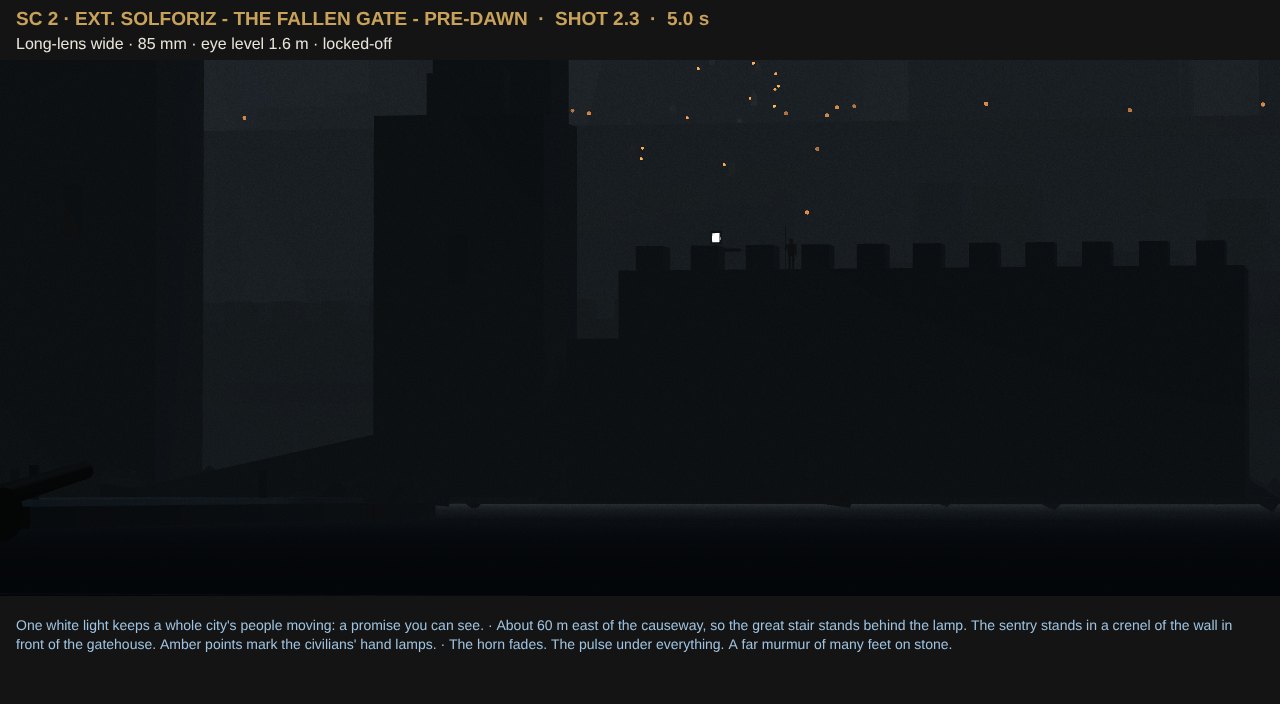 SC 2 · EXT. SOLFORIZ - THE FALLEN GATE - PRE-DAWN · SHOT 2.3 · 5.0 s
Long-lens wide · 85 mm · eye level 1.6 m · locked-off
One white light keeps a whole city's people moving: a promise you can see. · About 60 m east of the causeway, so the great stair stands behind the lamp. The sentry stands in a crenel of the wall in
front of the gatehouse. Amber points mark the civilians' hand lamps. · The horn fades. The pulse under everything. A far murmur of many feet on stone.